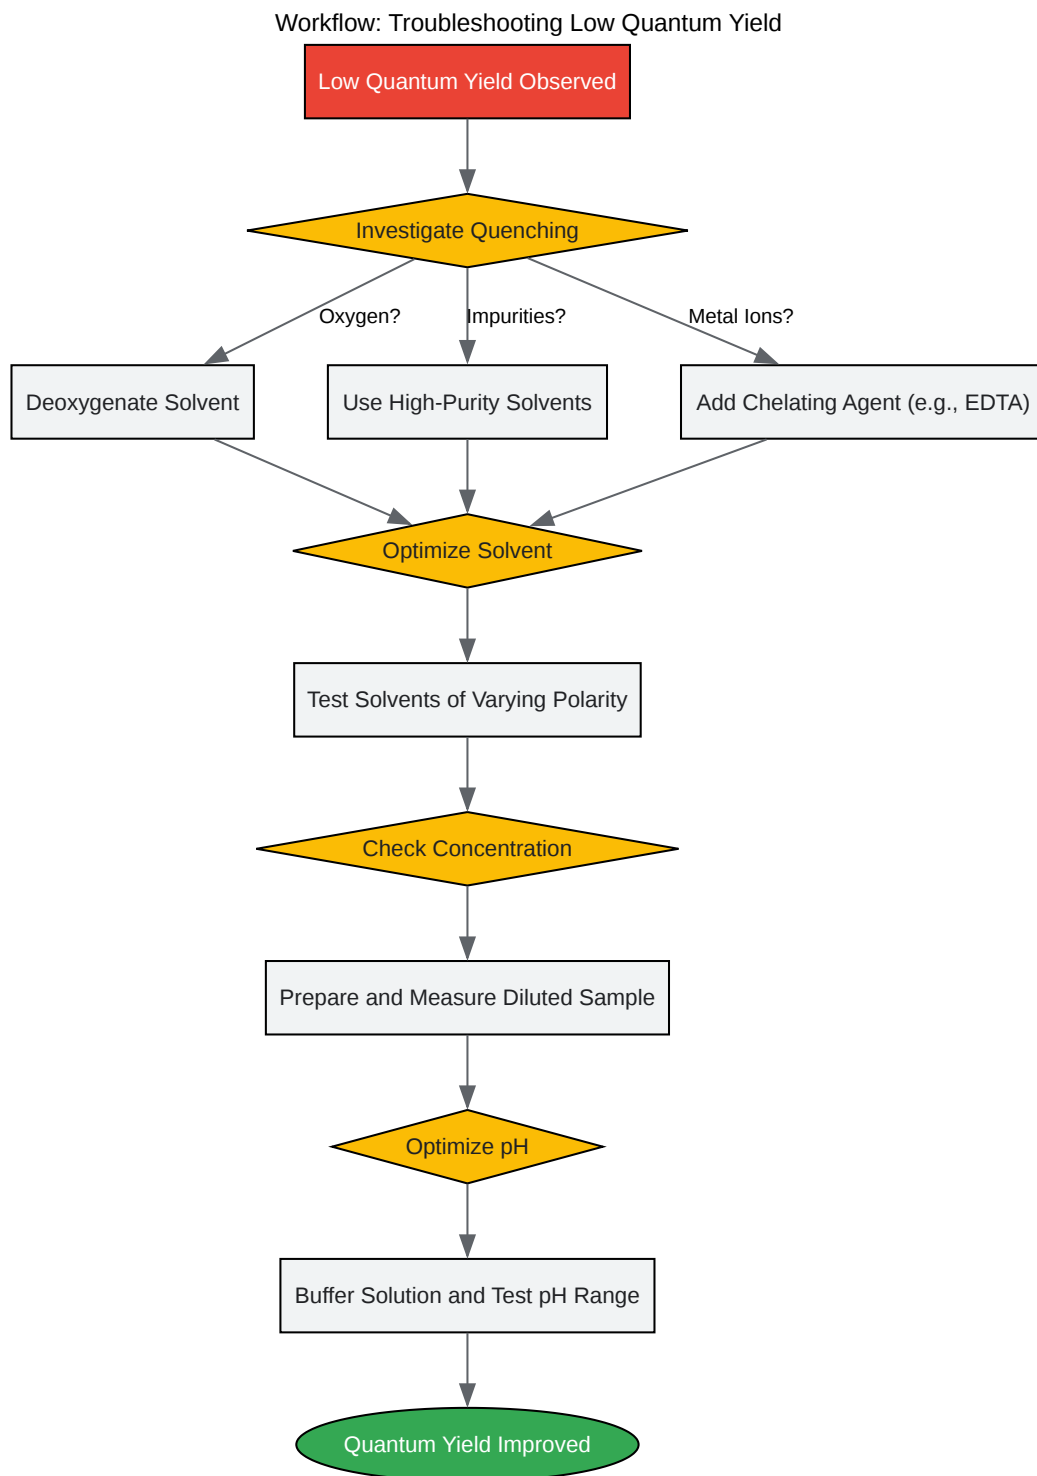 Workflow: Troubleshooting Low Quantum Yield
Low Quantum Yield Observed
Investigate Quenching
Oxygen?
Impurities?
Metal Ions?
Deoxygenate Solvent
Use High-Purity Solvents
Add Chelating Agent (e.g., EDTA)
Optimize Solvent
Test Solvents of Varying Polarity
Check Concentration
Prepare and Measure Diluted Sample
Optimize pH
Buffer Solution and Test pH Range
Quantum Yield Improved